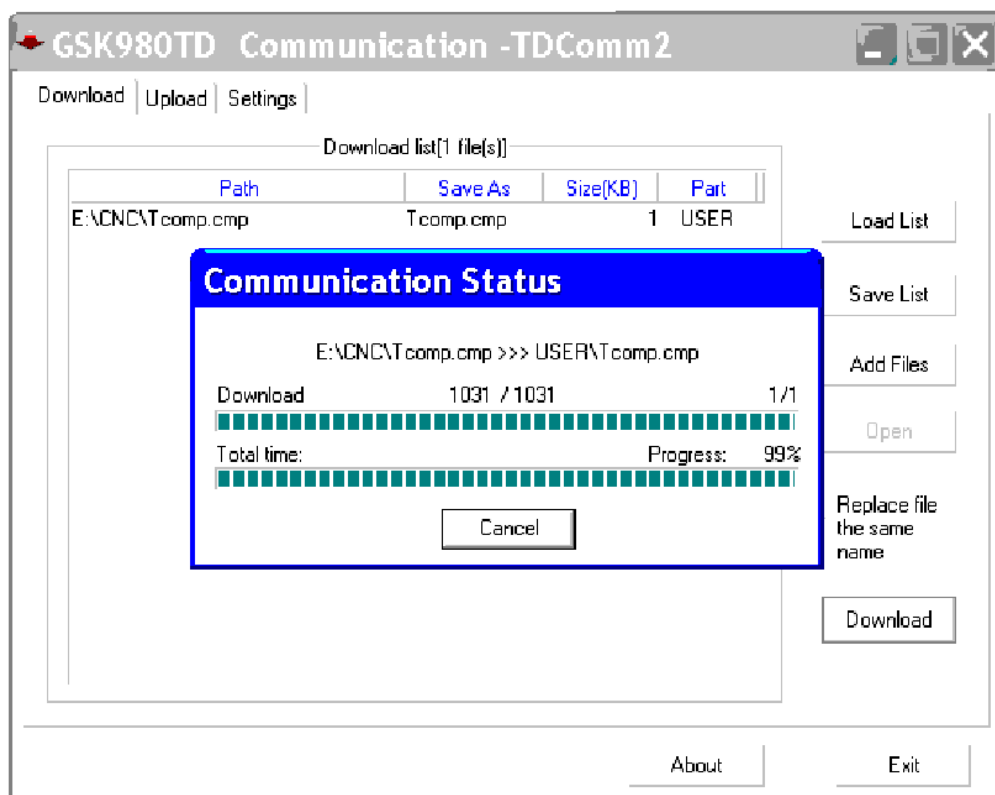 GSK980TD Communication -TDComm2
Download Upload Settings
Download list[1 file(s)]
Path Save As Size(KB) Part
E:\CNC\Tcomp.cmp Tcomp.cmp 1 USER
Load List
Communication Status
Save List
E:\CNC\Tcomp.cmp >>> USER\Tcomp.cmp
Add Files
Download 1031 / 1031 1/1
Open
Total time: Progress: 99%
Cancel
Replace file
the same
name
Download
About Exit